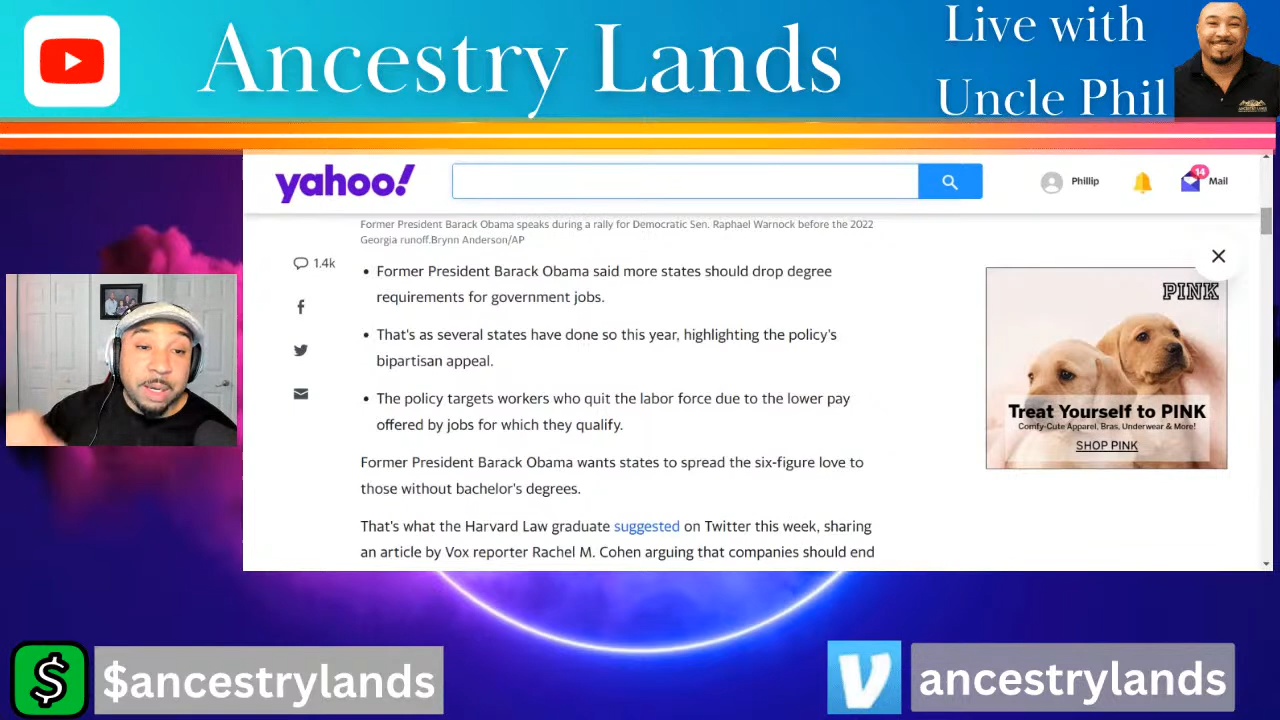 Ancestry Lands
Live with
Uncle Phil
yahoo!
Phillip
14
Mail
Former President Barack Obama speaks during a rally for Democratic Sen. Raphael Warnock before the 2022
Georgia runoff.Brynn Anderson/AP
1.4k
• Former President Barack Obama said more states should drop degree
requirements for government jobs.
• That's as several states have done so this year, highlighting the policy's
bipartisan appeal.
• The policy targets workers who quit the labor force due to the lower pay
offered by jobs for which they qualify.
Former President Barack Obama wants states to spread the six-figure love to
those without bachelor's degrees.
That's what the Harvard Law graduate suggested on Twitter this week, sharing
an article by Vox reporter Rachel M. Cohen arguing that companies should end
PINK
Treat Yourself to PINK
Comfy-Cute Apparel, Bras, Underwear & More!
SHOP PINK
$ancestrylands
ancestrylands